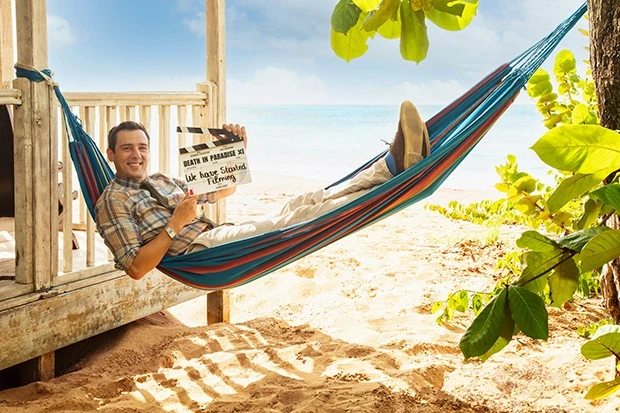 DEATH IN PARADISE XI
We have Started
Filming